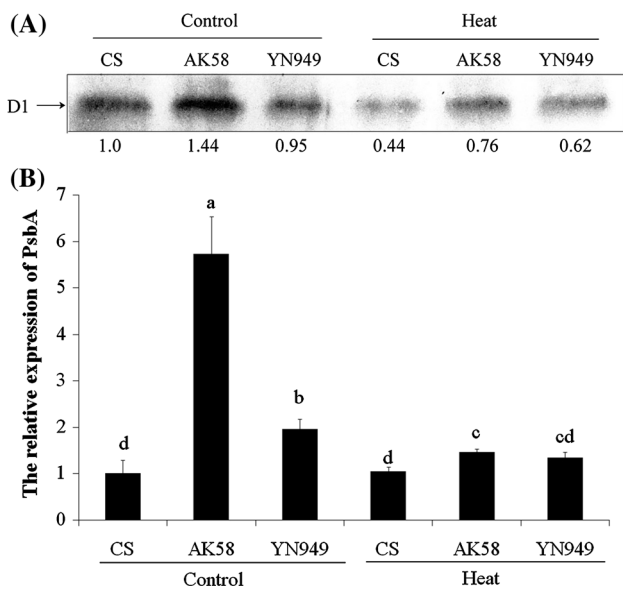 (A)
Control Heat
CS AK58 YN949 CS AK58 YN949
D1
1.0 1.44 0.95 0.44 0.76 0.62
(B)
The relative expression of PsbA
7
6
5
4
3
2
1
0
d a b d c cd
CS AK58 YN949 CS AK58 YN949
Control Heat